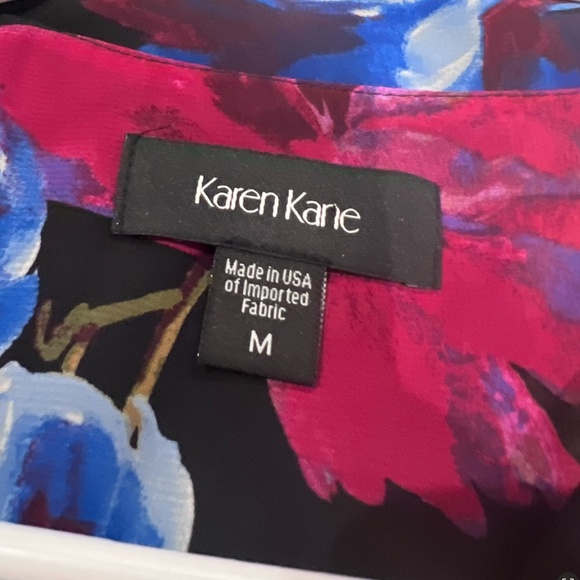 Karen Kane
Made in USA
of Imported
Fabric
M